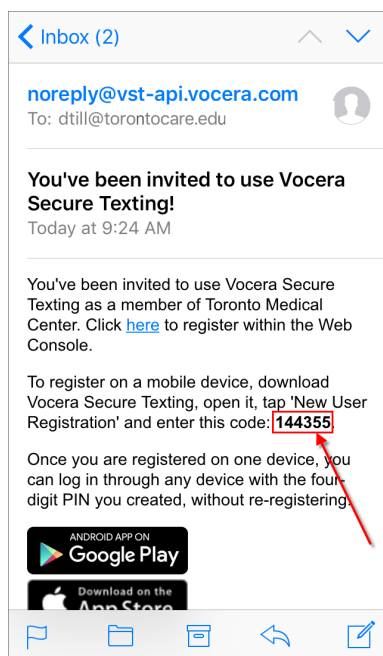 Inbox (2)
noreply@vst-api.vocera.com
To: dtill@torontocare.edu
You've been invited to use Vocera
Secure Texting!
Today at 9:24 AM
You've been invited to use Vocera Secure
Texting as a member of Toronto Medical
Center. Click here to register within the Web
Console.
To register on a mobile device, download
Vocera Secure Texting, open it, tap 'New User
Registration' and enter this code: 144355.
Once you are registered on one device, you
can log in through any device with the four-
digit PIN you created, without re-registering.
ANDROID APP ON
Google Play
Download on the
App Store